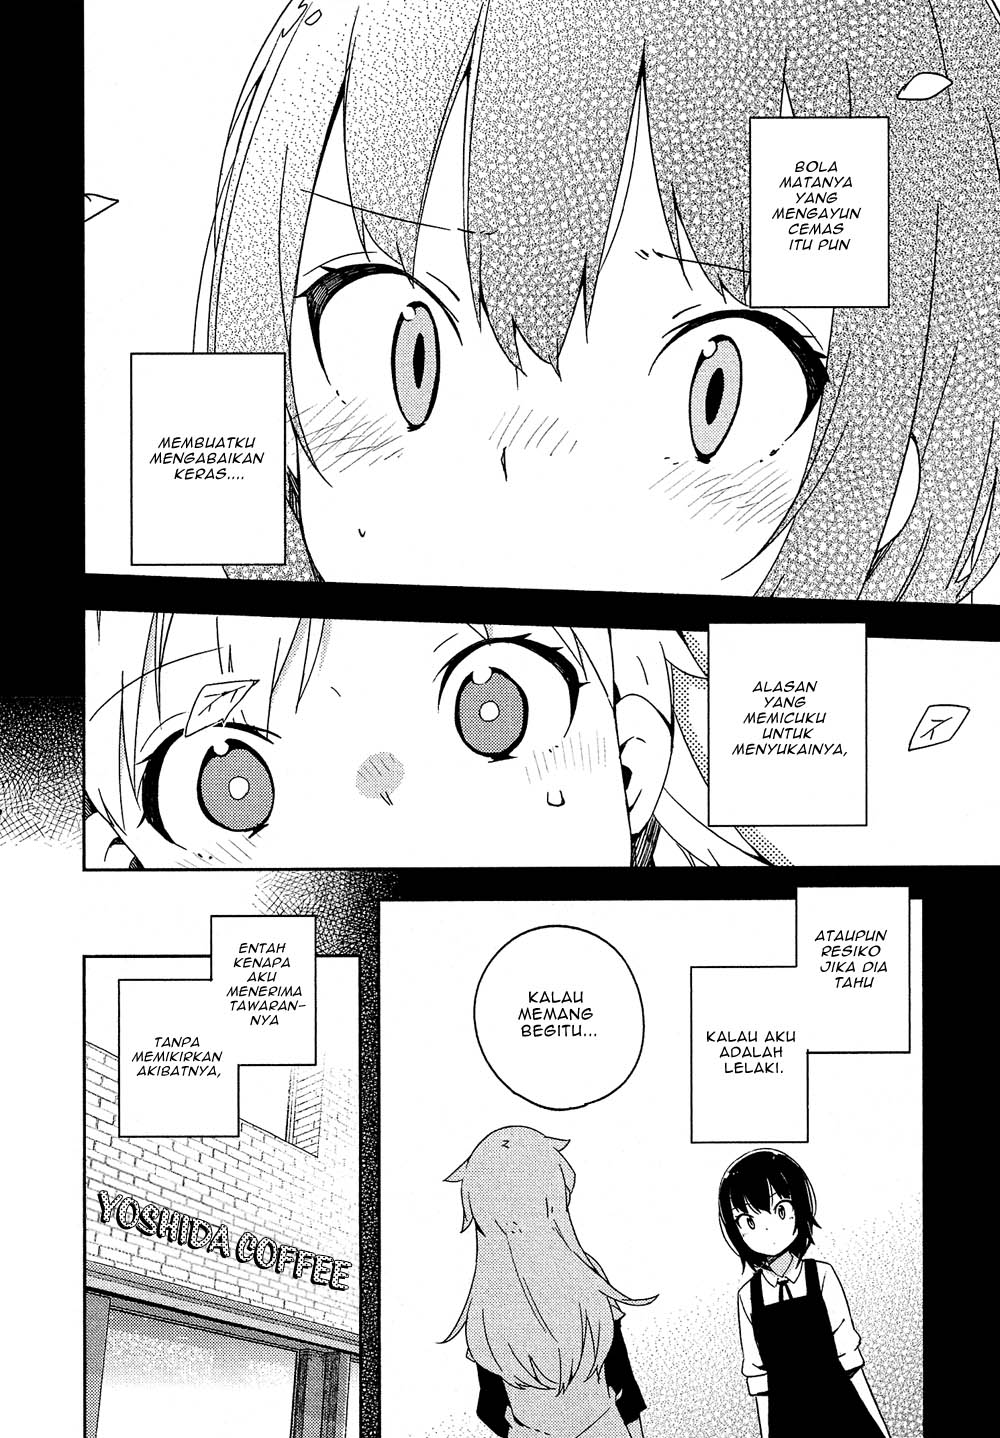 BOLA
MATANYA
YANG
MENGAYUN
CEMAS
ITU PUN
MEMBUATKU
MENGABAIKAN
KERAS....
ALASAN
YANG
MEMICUKU
UNTUK
MENYUKAINYA,
ATAUPUN
RESIKO
JIKA DIA
TAHU
KALAU AKU
ADALAH
LELAKI.
KALAU
MEMANG
BEGITU...
ENTAH
KENAPA
AKU
MENERIMA
TAWARAN-
NYA
TANPA
MEMIKIRKAN
AKIBATNYA,
YOSHIDA COFFEE